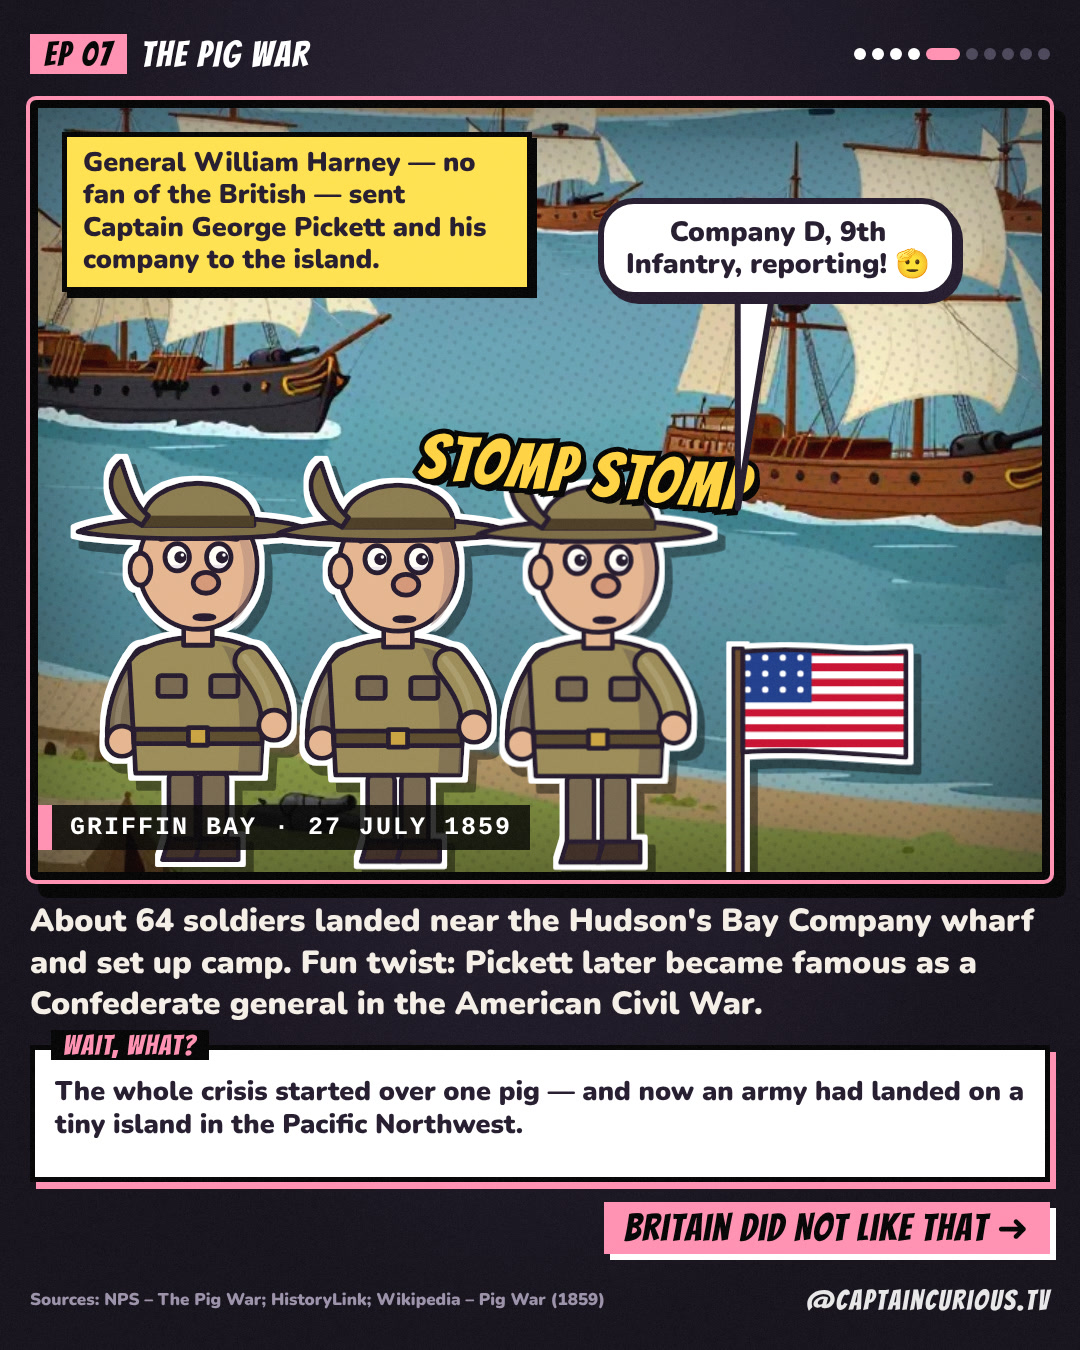 EP 07 THE PIG WAR
General William Harney — no
fan of the British — sent
Captain George Pickett and his
company to the island.
Company D, 9th
Infantry, reporting! 🫡
STOMP STOMP
GRIFFIN BAY · 27 JULY 1859
About 64 soldiers landed near the Hudson's Bay Company wharf
and set up camp. Fun twist: Pickett later became famous as a
Confederate general in the American Civil War.
WAIT, WHAT?
The whole crisis started over one pig — and now an army had landed on a
tiny island in the Pacific Northwest.
BRITAIN DID NOT LIKE THAT →
Sources: NPS – The Pig War; HistoryLink; Wikipedia – Pig War (1859)
@CAPTAINCURIOUS.TV